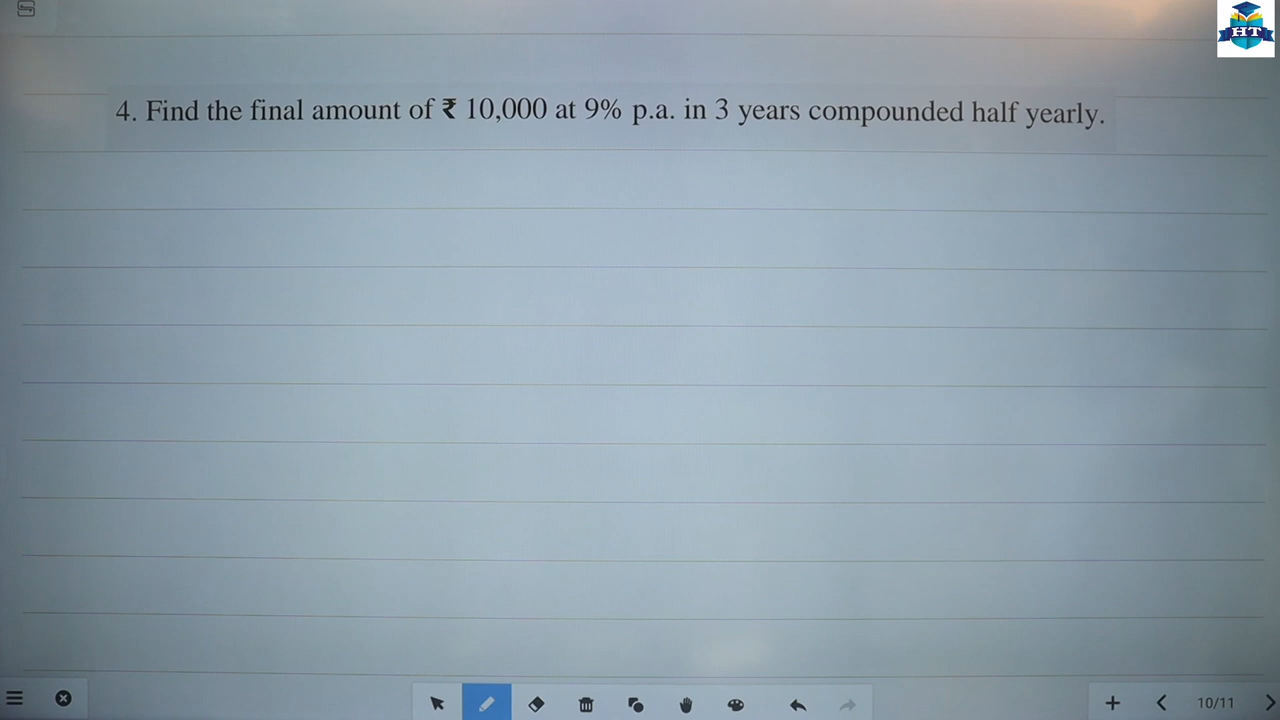 HT
4. Find the final amount of ₹ 10,000 at 9% p.a. in 3 years compounded half yearly.
10/11